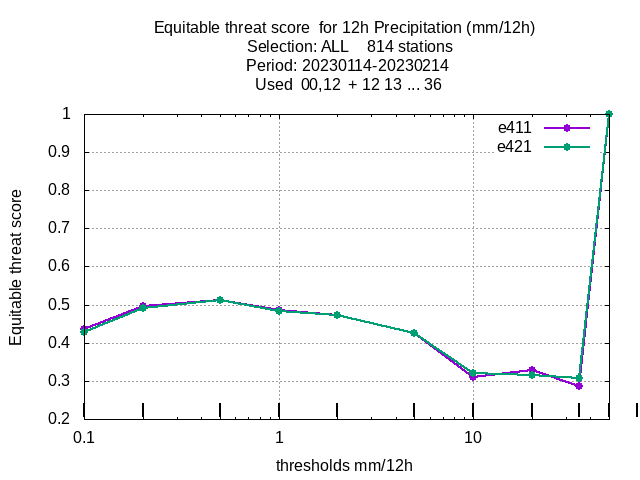 Equitable threat score  for 12h Precipitation (mm/12h)
Selection: ALL    814 stations
Period: 20230114-20230214
Used  00,12  + 12 13 ... 36
e411
e421
1
0.9
0.8
0.7
0.6
0.5
0.4
0.3
0.2
Equitable threat score
0.1
1
10
thresholds mm/12h